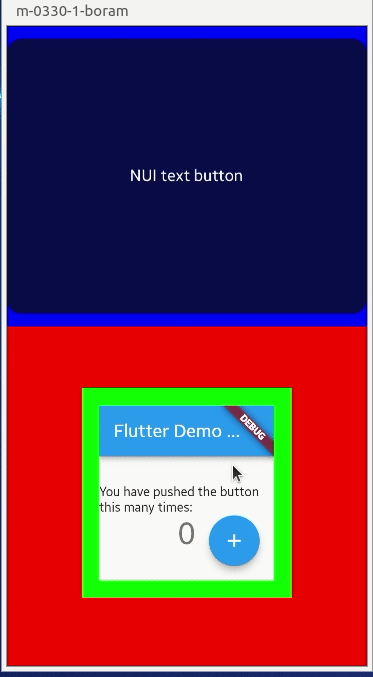 m-0330-1-boram
NUI text button
Flutter Demo ...
DEBUG
You have pushed the button
this many times:
0
+